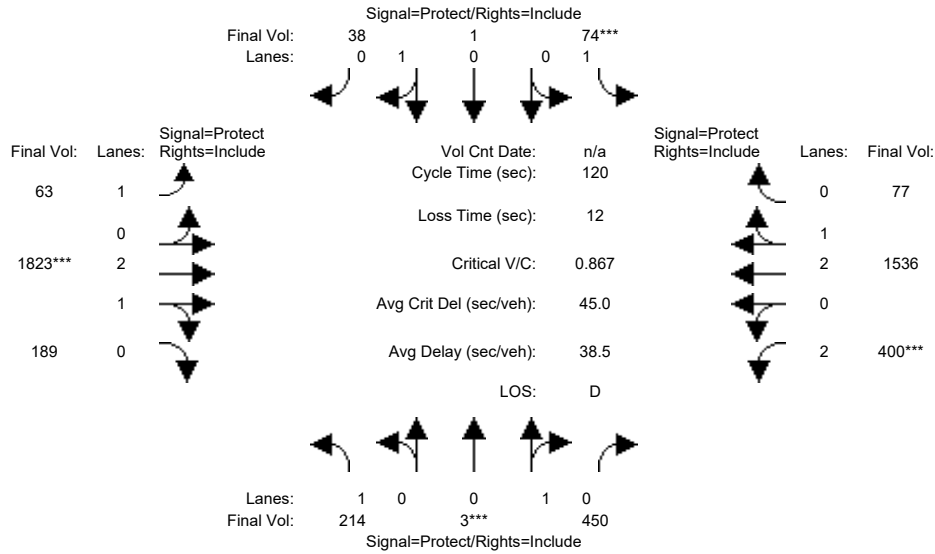 Signal=Protect/Rights=Include
Final Vol: 38 1 74***
Lanes: 0 1 0 0 1
Signal=Protect
Final Vol: Lanes: Rights=Include
Vol Cnt Date: n/a
Signal=Protect
Rights=Include Lanes: Final Vol:
Cycle Time (sec): 120
63 1
0 77
Loss Time (sec): 12
0
1
1823*** 2
Critical V/C: 0.867
2 1536
1
Avg Crit Del (sec/veh): 45.0
0
189 0
Avg Delay (sec/veh): 38.5
2 400***
LOS: D
Lanes: 1 0 0 1 0
Final Vol: 214 3*** 450
Signal=Protect/Rights=Include